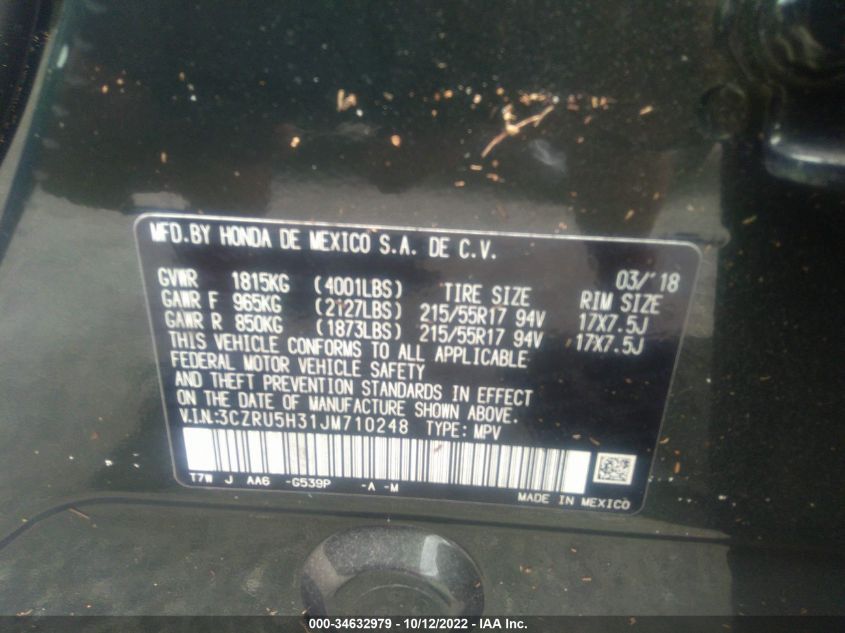 MFD.BY HONDA DE MEXICO S.A. DE C.V.
03/'18
GVWR 1815KG (4001LBS) TIRE SIZE RIM SIZE
GAWR F 965KG (2127LBS) 215/55R17 94V 17X7.5J
GAWR R 850KG (1873LBS) 215/55R17 94V 17X7.5J
THIS VEHICLE CONFORMS TO ALL APPLICABLE
FEDERAL MOTOR VEHICLE SAFETY
AND THEFT PREVENTION STANDARDS IN EFFECT
ON THE DATE OF MANUFACTURE SHOWN ABOVE.
V.I.N:3CZRU5H31JM710248 TYPE: MPV
T7W J AA6 -G539P -A -M
MADE IN MEXICO
000-34632979 - 10/12/2022 - IAA Inc.